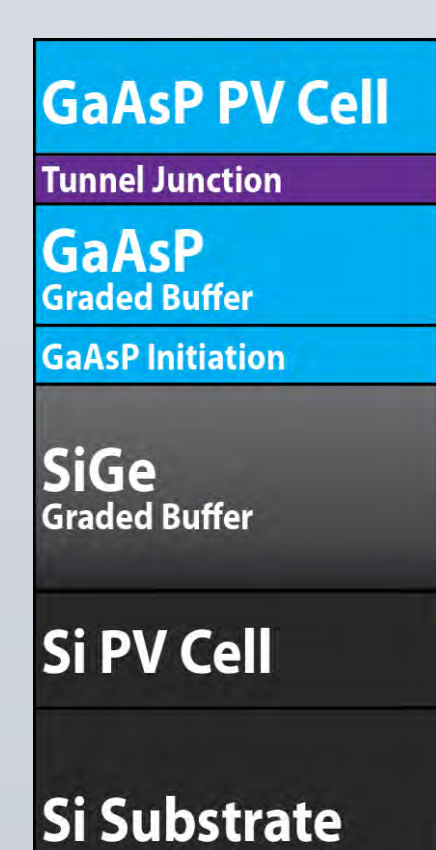 GaAsP PV Cell
Tunnel Junction
GaAsP
Graded Buffer
GaAsP Initiation
SiGe
Graded Buffer
Si PV Cell
Si Substrate